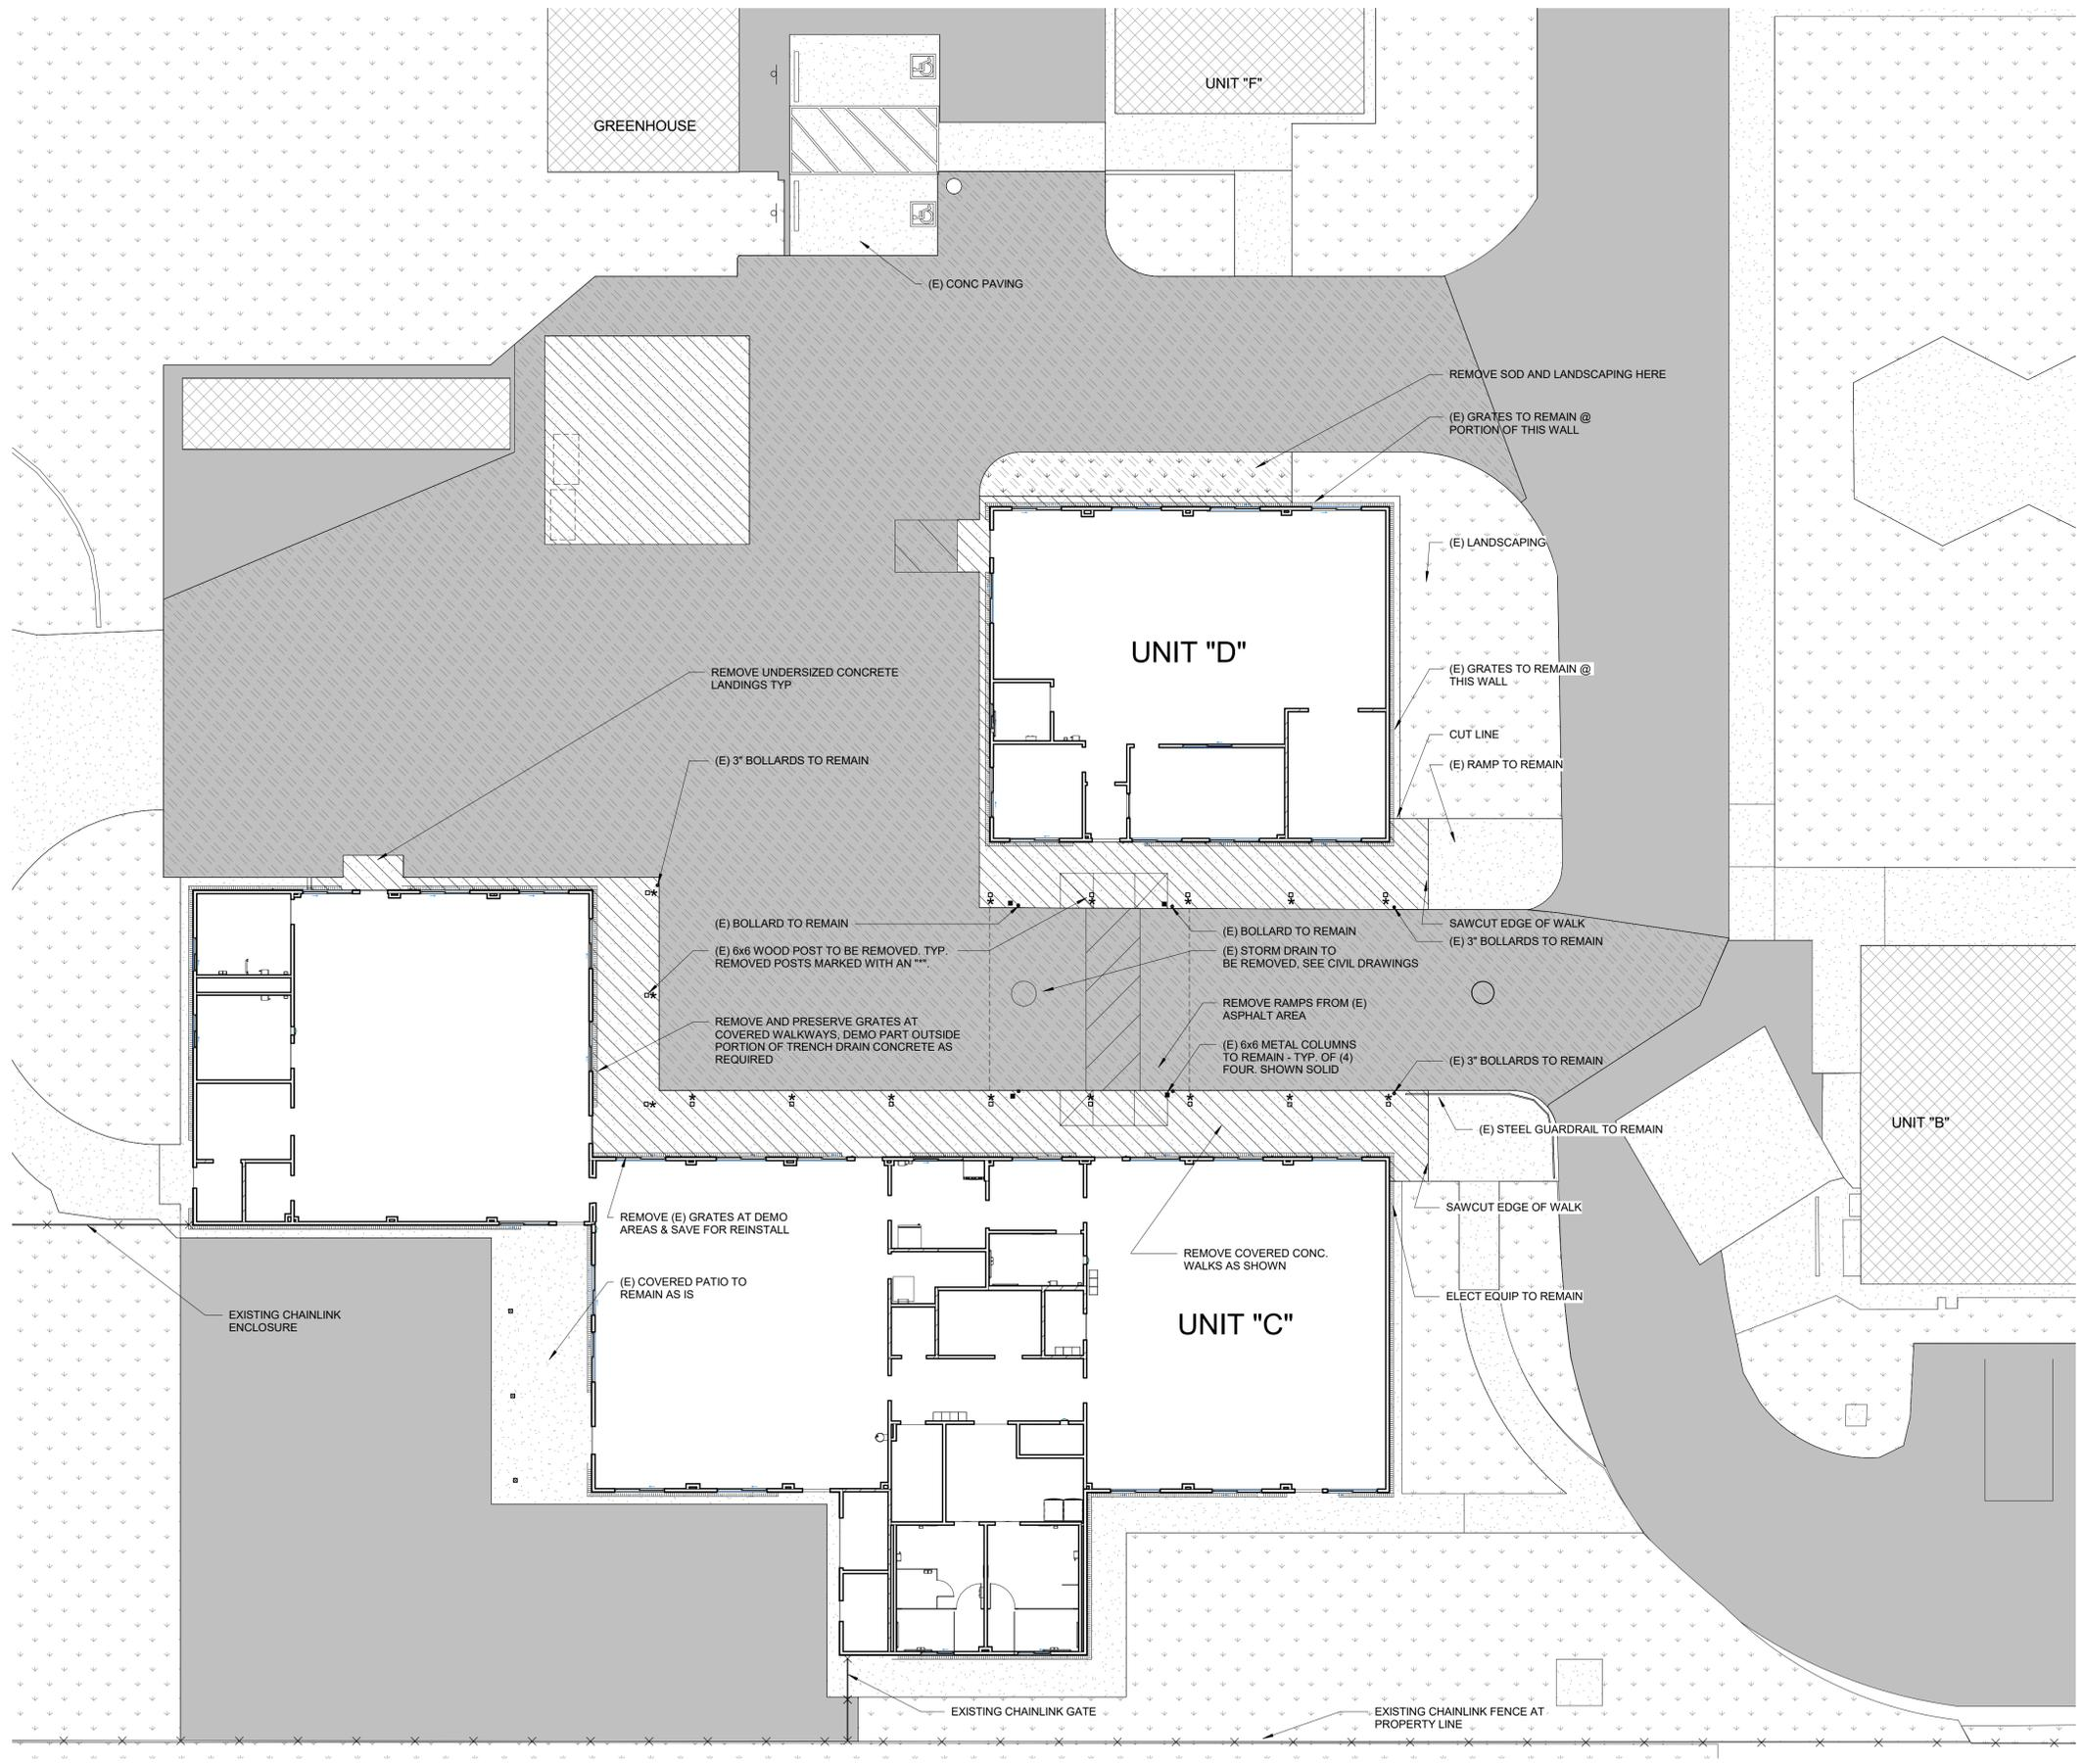 UNIT "F"
GREENHOUSE
(E) CONC PAVING
REMOVE SOD AND LANDSCAPING HERE
(E) GRATES TO REMAIN @
PORTION OF THIS WALL
(E) LANDSCAPING
UNIT "D"
REMOVE UNDERSIZED CONCRETE
LANDINGS TYP
(E) GRATES TO REMAIN @
THIS WALL
CUT LINE
(E) 3" BOLLARDS TO REMAIN
(E) RAMP TO REMAIN
(E) BOLLARD TO REMAIN
(E) BOLLARD TO REMAIN
SAWCUT EDGE OF WALK
(E) 3" BOLLARDS TO REMAIN
(E) 6x6 WOOD POST TO BE REMOVED. TYP.
REMOVED POSTS MARKED WITH AN "*".
(E) STORM DRAIN TO
BE REMOVED, SEE CIVIL DRAWINGS
REMOVE RAMPS FROM (E)
ASPHALT AREA
REMOVE AND PRESERVE GRATES AT
COVERED WALKWAYS, DEMO PART OUTSIDE
PORTION OF TRENCH DRAIN CONCRETE AS
REQUIRED
(E) 6x6 METAL COLUMNS
TO REMAIN - TYP. OF (4)
FOUR. SHOWN SOLID
(E) 3" BOLLARDS TO REMAIN
(E) STEEL GUARDRAIL TO REMAIN
UNIT "B"
REMOVE (E) GRATES AT DEMO
AREAS & SAVE FOR REINSTALL
SAWCUT EDGE OF WALK
REMOVE COVERED CONC.
WALKS AS SHOWN
(E) COVERED PATIO TO
REMAIN AS IS
ELECT EQUIP TO REMAIN
EXISTING CHAINLINK
ENCLOSURE
UNIT "C"
EXISTING CHAINLINK GATE
EXISTING CHAINLINK FENCE AT
PROPERTY LINE